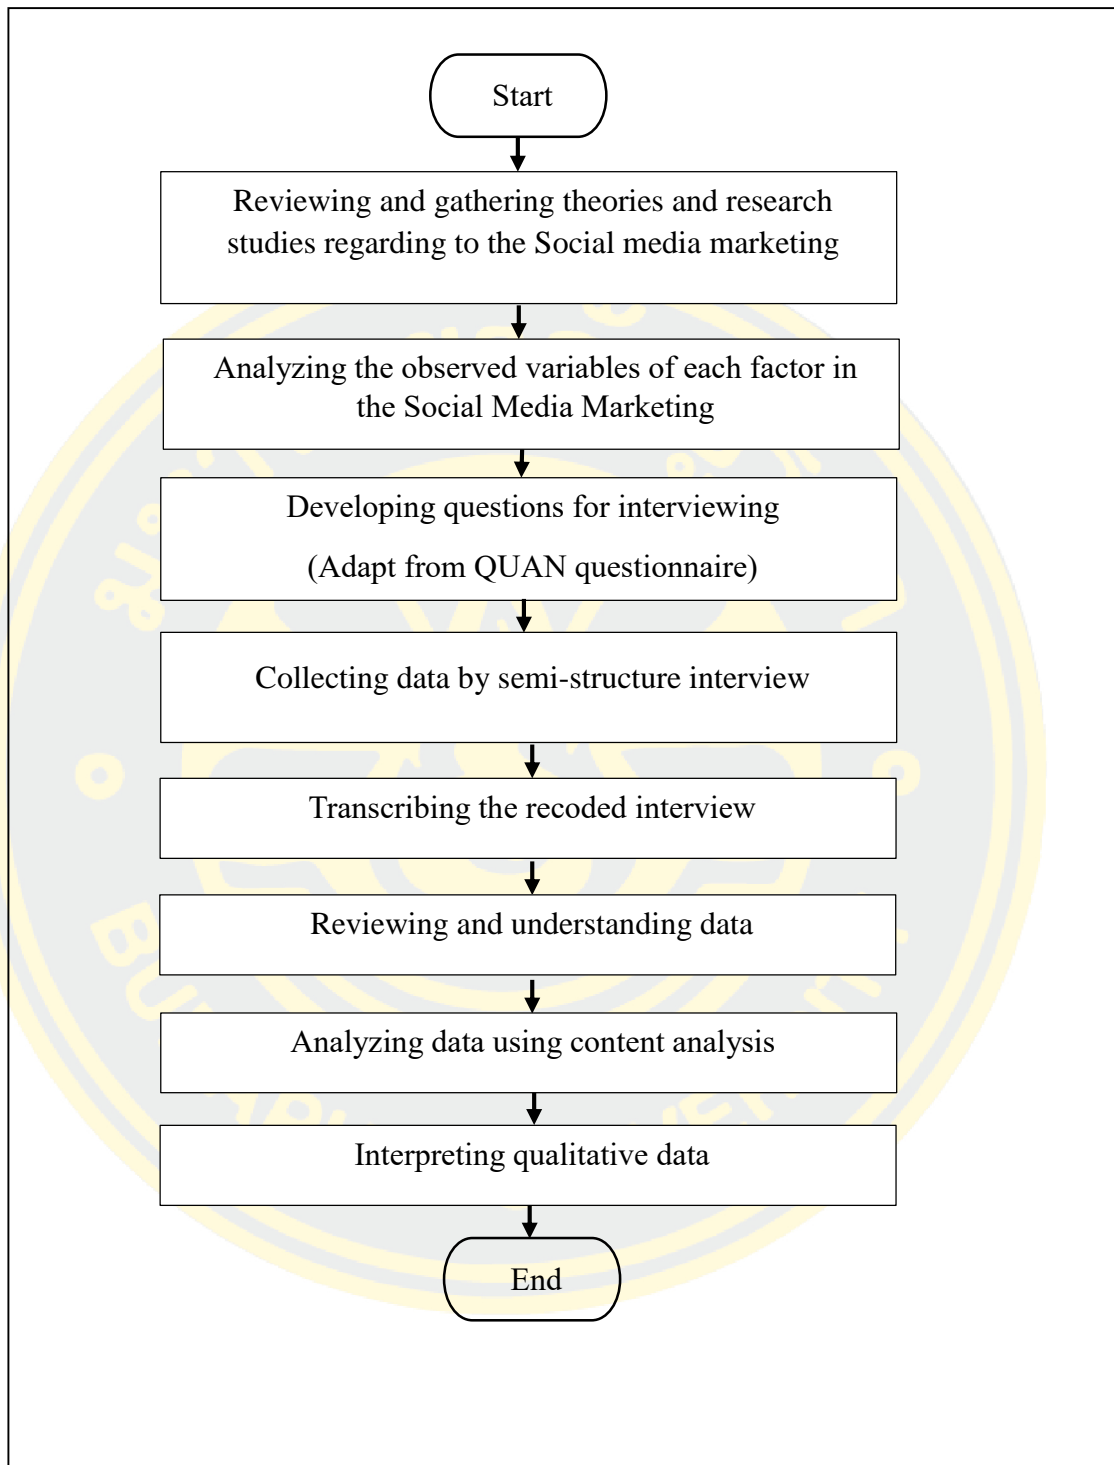 Start
Reviewing and gathering theories and research
studies regarding to the Social media marketing
Analyzing the observed variables of each factor in
the Social Media Marketing
Developing questions for interviewing
(Adapt from QUAN questionnaire)
Collecting data by semi-structure interview
Transcribing the recoded interview
Reviewing and understanding data
Analyzing data using content analysis
Interpreting qualitative data
End